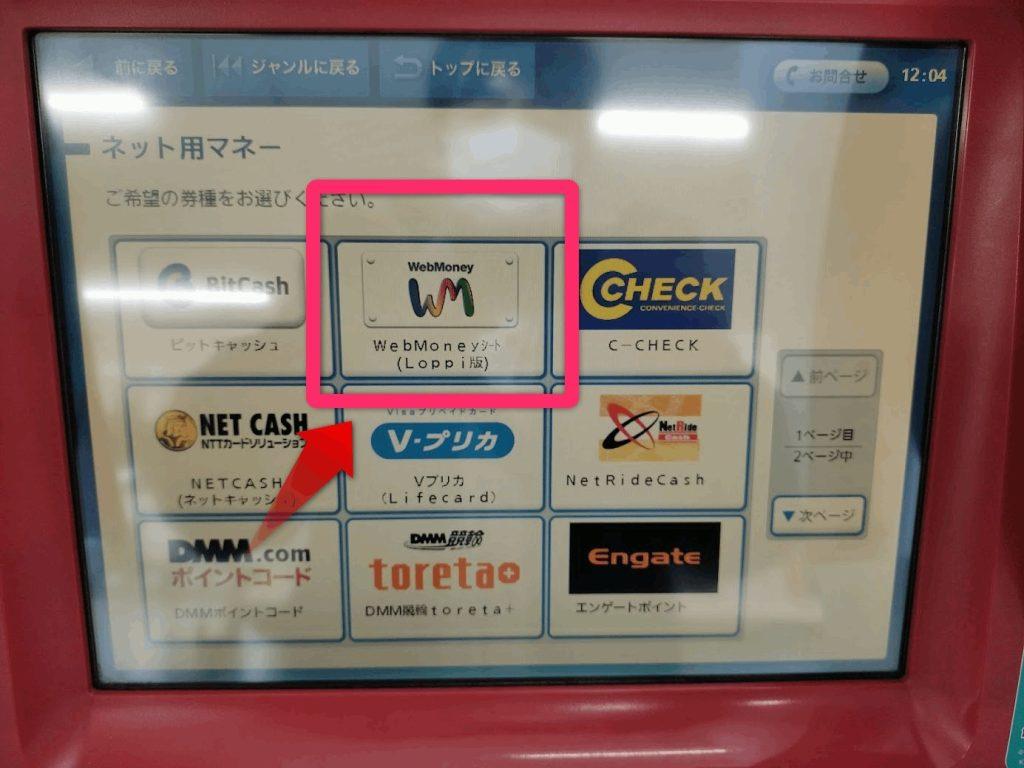 前に戻る
ジャンルに戻る
トップに戻る
お問合せ
12:04
ネット用マネー
ご希望の券種をお選びください。
BitCash
ビットキャッシュ
WebMoney
WM
WebMoneyシート
(Loppi版)
C CHECK
CONVENIENCE-CHECK
C-CHECK
NET CASH
NTTカードソリューション
NETCASH
(ネットキャッシュ)
Visaプリペイドカード
V-プリカ
Vプリカ
(Lifecard)
NetRide
Cash
NetRideCash
DMM.com
ポイントコード
DMMポイントコード
DMM競輪
toreta+
DMM競輪toreta+
Engate
エンゲートポイント
▲前ページ
1ページ目
2ページ中
▼次ページ